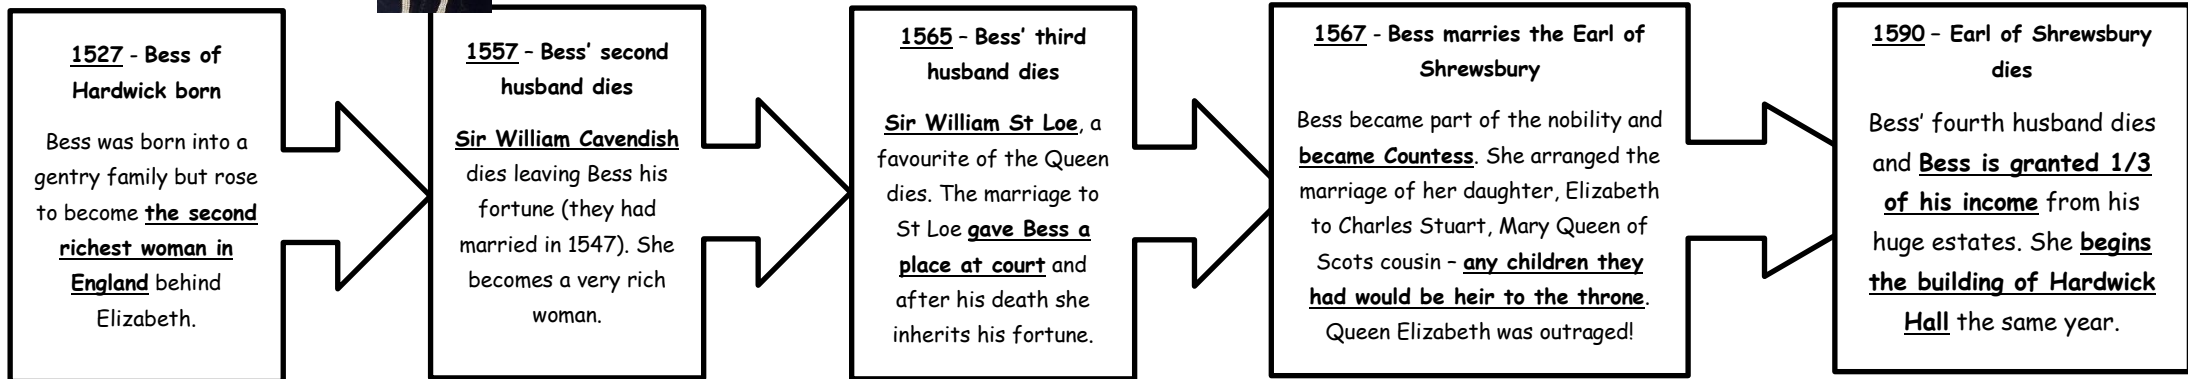 1527 - Bess of
Hardwick born
Bess was born into a
gentry family but rose
to become the second
richest woman in
England behind
Elizabeth.
1557 – Bess’ second
husband dies
Sir William Cavendish
dies leaving Bess his
fortune (they had
married in 1547). She
becomes a very rich
woman.
1565 – Bess’ third
husband dies
Sir William St Loe, a
favourite of the Queen
dies. The marriage to
St Loe gave Bess a
place at court and
after his death she
inherits his fortune.
1567 - Bess marries the Earl of
Shrewsbury
Bess became part of the nobility and
became Countess. She arranged the
marriage of her daughter, Elizabeth
to Charles Stuart, Mary Queen of
Scots cousin – any children they
had would be heir to the throne.
Queen Elizabeth was outraged!
1590 – Earl of Shrewsbury
dies
Bess’ fourth husband dies
and Bess is granted 1/3
of his income from his
huge estates. She begins
the building of Hardwick
Hall the same year.